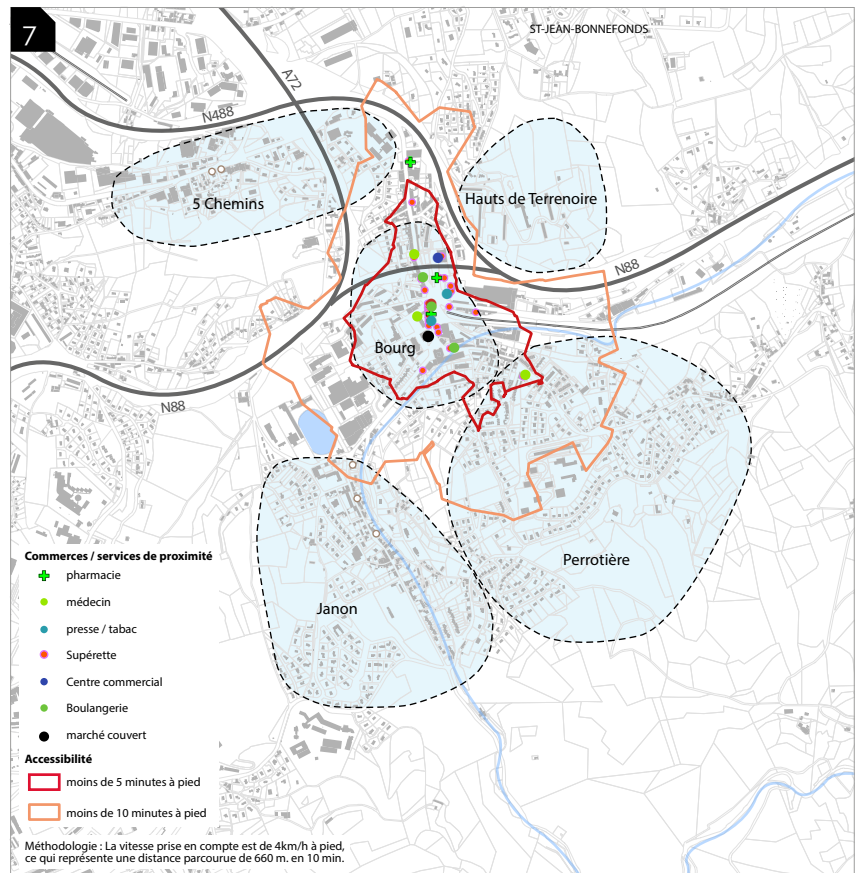 7
ST-JEAN-BONNEFONDS
A72
N488
5 Chemins
Hauts de Terrenoire
N88
Bourg
N88
Perrotière
Janon
Commerces / services de proximité
pharmacie
médecin
presse / tabac
Supérette
Centre commercial
Boulangerie
marché couvert
Accessibilité
moins de 5 minutes à pied
moins de 10 minutes à pied
Méthodologie : La vitesse prise en compte est de 4km/h à pied,
ce qui représente une distance parcourue de 660 m. en 10 min.